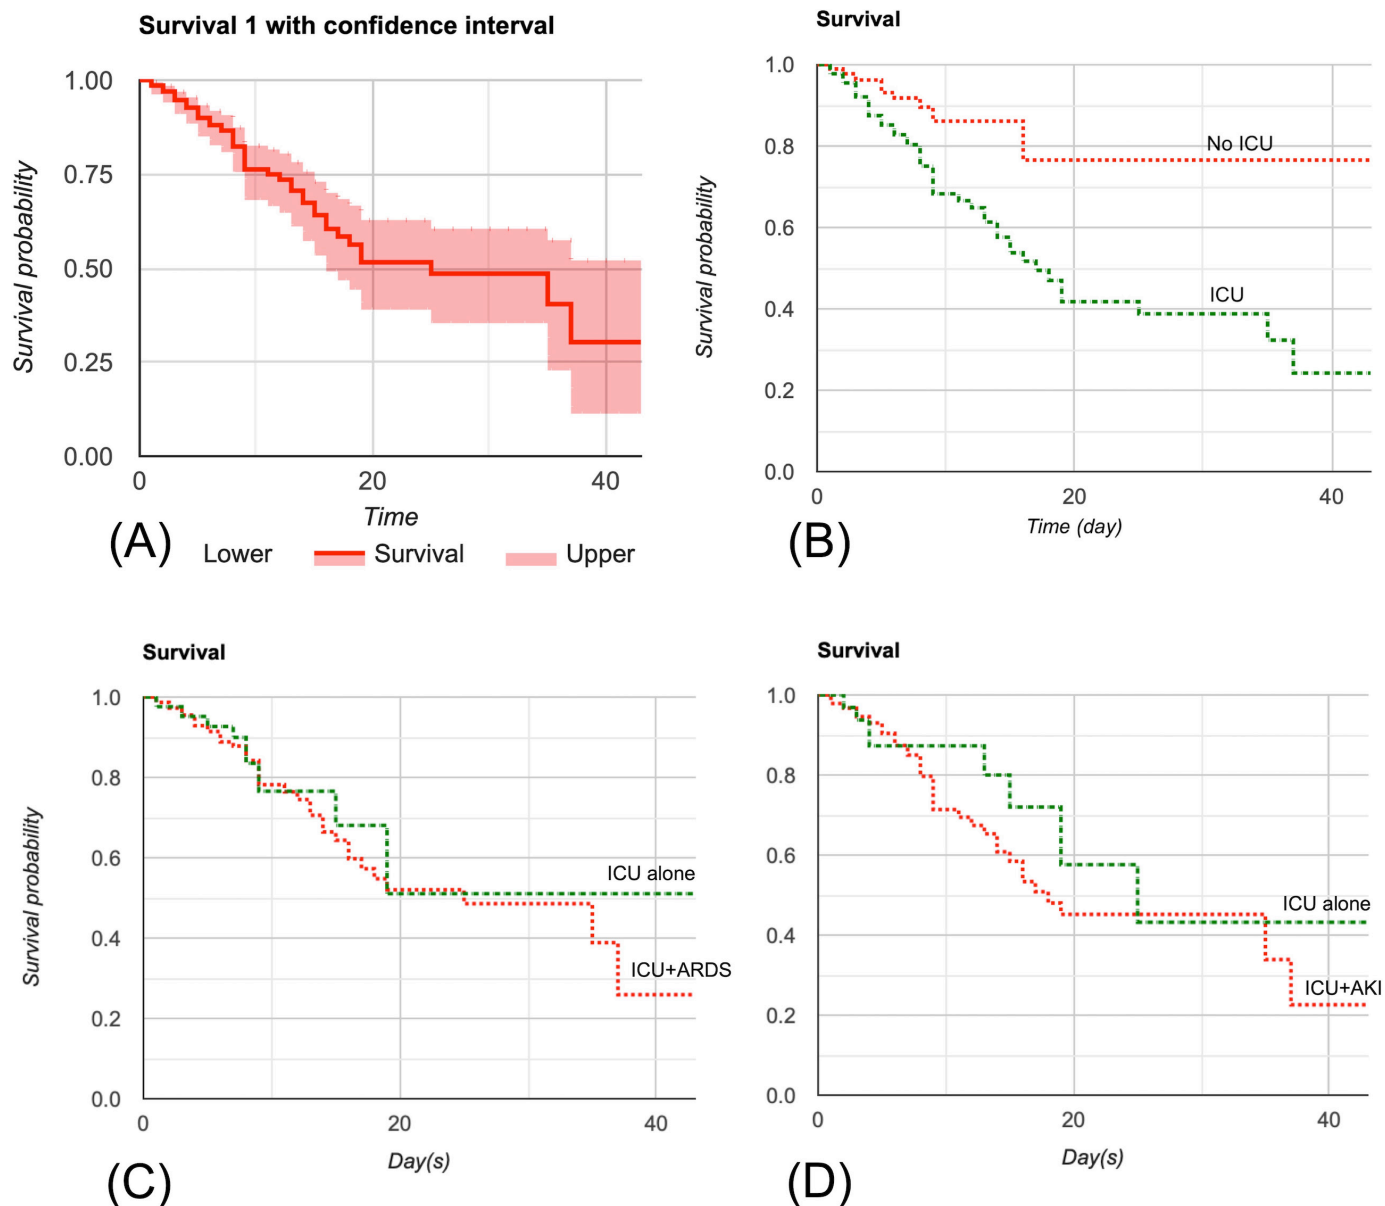 Survival 1 with confidence interval
Survival probability
1.00
0.75
0.50
0.25
0.00
0 20 40
Time
(A)
Lower Survival Upper
Survival
Survival probability
1.0
0.8
0.6
0.4
0.2
0.0
No ICU
ICU
0 20 40
Time (day)
(B)
Survival
Survival probability
1.0
0.8
0.6
0.4
0.2
0.0
ICU alone
ICU+ARDS
0 20 40
Day(s)
(C)
Survival
1.0
0.8
0.6
0.4
0.2
0.0
ICU alone
ICU+AKI
0 20 40
Day(s)
(D)